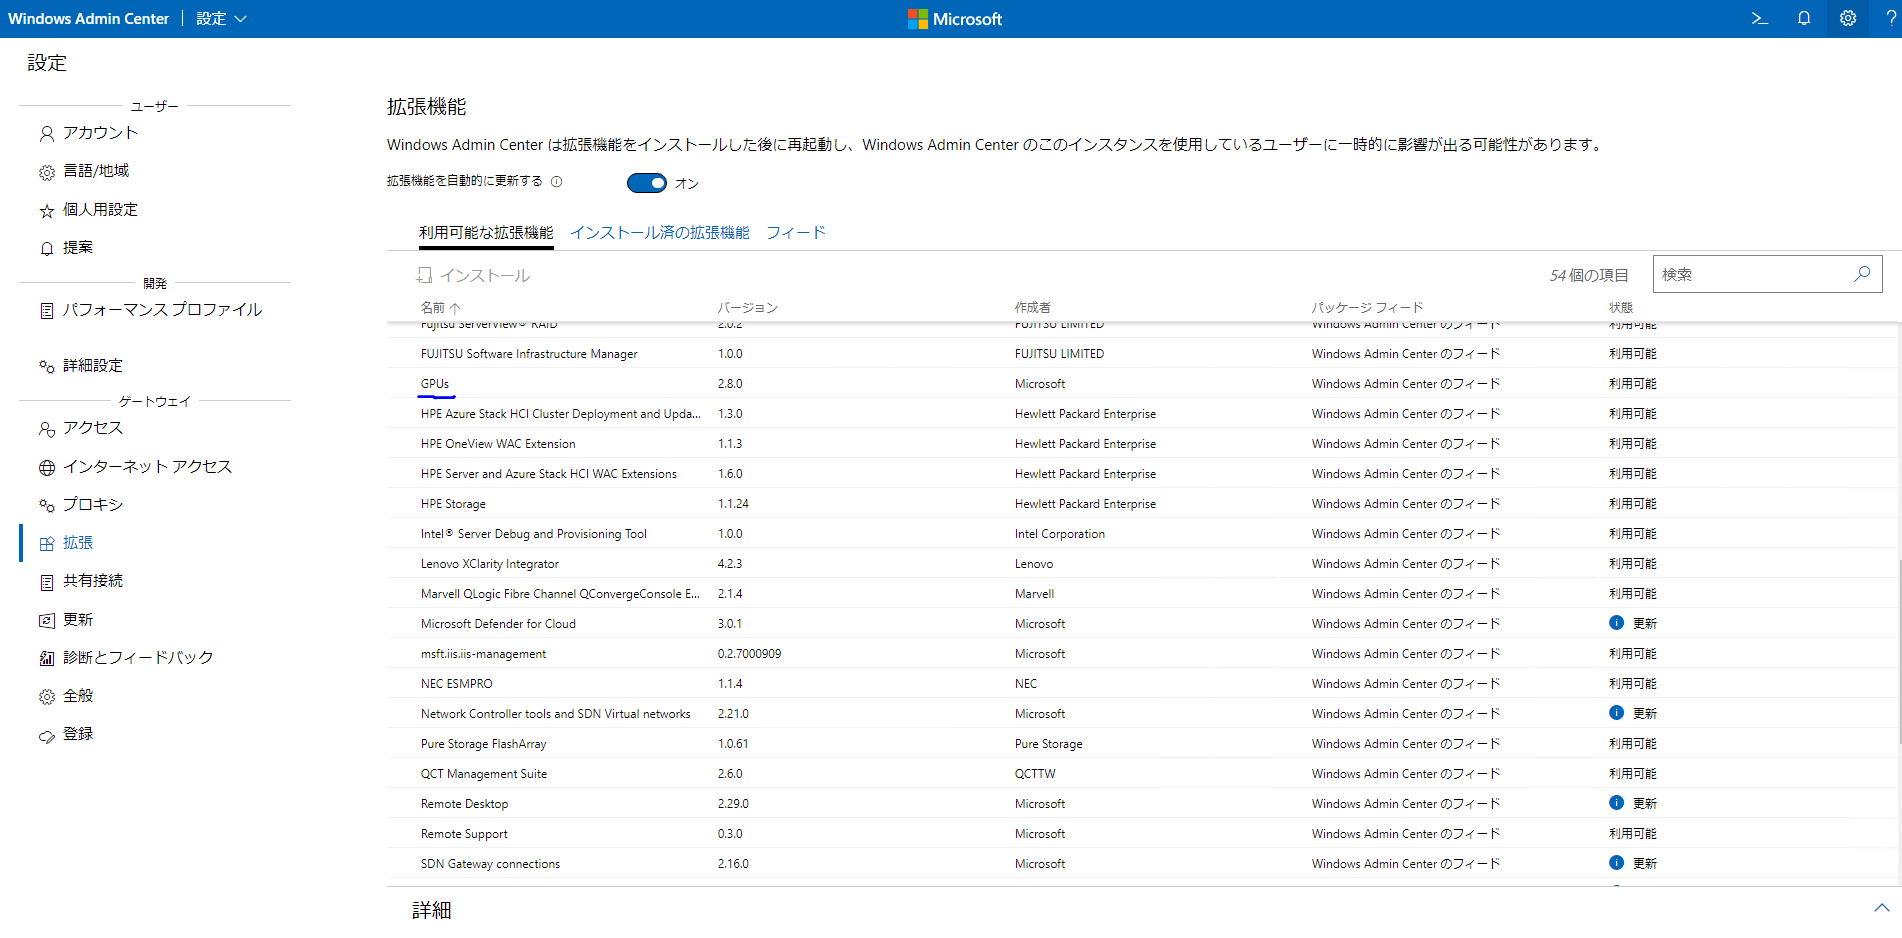 Windows Admin Center 設定 Microsoft
設定
ユーザー
アカウント
言語/地域
個人用設定
提案
開発
パフォーマンス プロファイル
詳細設定
ゲートウェイ
アクセス
インターネット アクセス
プロキシ
拡張
共有接続
更新
診断とフィードバック
全般
登録
拡張機能
Windows Admin Center は拡張機能をインストールした後に再起動し、Windows Admin Center のこのインスタンスを使用しているユーザーに一時的に影響が出る可能性があります。
拡張機能を自動的に更新する オン
利用可能な拡張機能 インストール済の拡張機能 フィード
インストール 54 個の項目 検索
名前 バージョン 作成者 パッケージ フィード 状態
Fujitsu ServerView® RAID 2.0.2 FUJITSU LIMITED Windows Admin Center のフィード 利用可能
FUJITSU Software Infrastructure Manager 1.0.0 FUJITSU LIMITED Windows Admin Center のフィード 利用可能
GPUs 2.8.0 Microsoft Windows Admin Center のフィード 利用可能
HPE Azure Stack HCI Cluster Deployment and Upda... 1.3.0 Hewlett Packard Enterprise Windows Admin Center のフィード 利用可能
HPE OneView WAC Extension 1.1.3 Hewlett Packard Enterprise Windows Admin Center のフィード 利用可能
HPE Server and Azure Stack HCI WAC Extensions 1.6.0 Hewlett Packard Enterprise Windows Admin Center のフィード 利用可能
HPE Storage 1.1.24 Hewlett Packard Enterprise Windows Admin Center のフィード 利用可能
Intel® Server Debug and Provisioning Tool 1.0.0 Intel Corporation Windows Admin Center のフィード 利用可能
Lenovo XClarity Integrator 4.2.3 Lenovo Windows Admin Center のフィード 利用可能
Marvell QLogic Fibre Channel QConvergeConsole E... 2.1.4 Marvell Windows Admin Center のフィード 利用可能
Microsoft Defender for Cloud 3.0.1 Microsoft Windows Admin Center のフィード 更新
msft.iis.iis-management 0.2.7000909 Microsoft Windows Admin Center のフィード 利用可能
NEC ESMPRO 1.1.4 NEC Windows Admin Center のフィード 利用可能
Network Controller tools and SDN Virtual networks 2.21.0 Microsoft Windows Admin Center のフィード 更新
Pure Storage FlashArray 1.0.61 Pure Storage Windows Admin Center のフィード 利用可能
QCT Management Suite 2.6.0 QCTTW Windows Admin Center のフィード 利用可能
Remote Desktop 2.29.0 Microsoft Windows Admin Center のフィード 更新
Remote Support 0.3.0 Microsoft Windows Admin Center のフィード 利用可能
SDN Gateway connections 2.16.0 Microsoft Windows Admin Center のフィード 更新
詳細